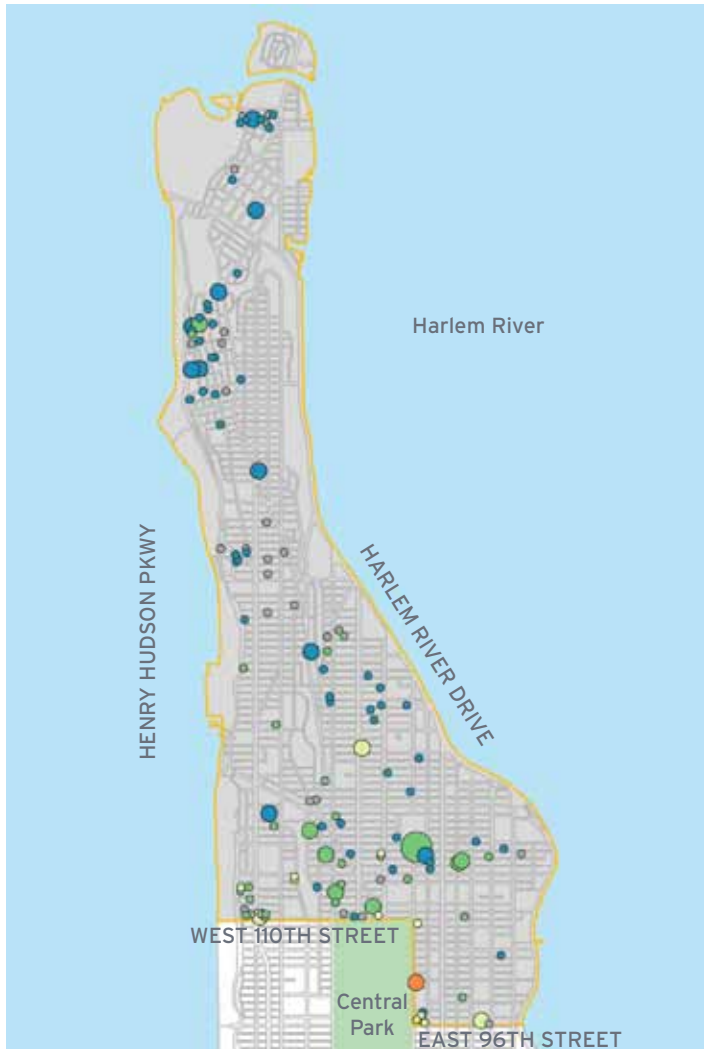 Harlem River
HENRY HUDSON PKWY
HARLEM RIVER DRIVE
WEST 110TH STREET
Central
Park
EAST 96TH STREET